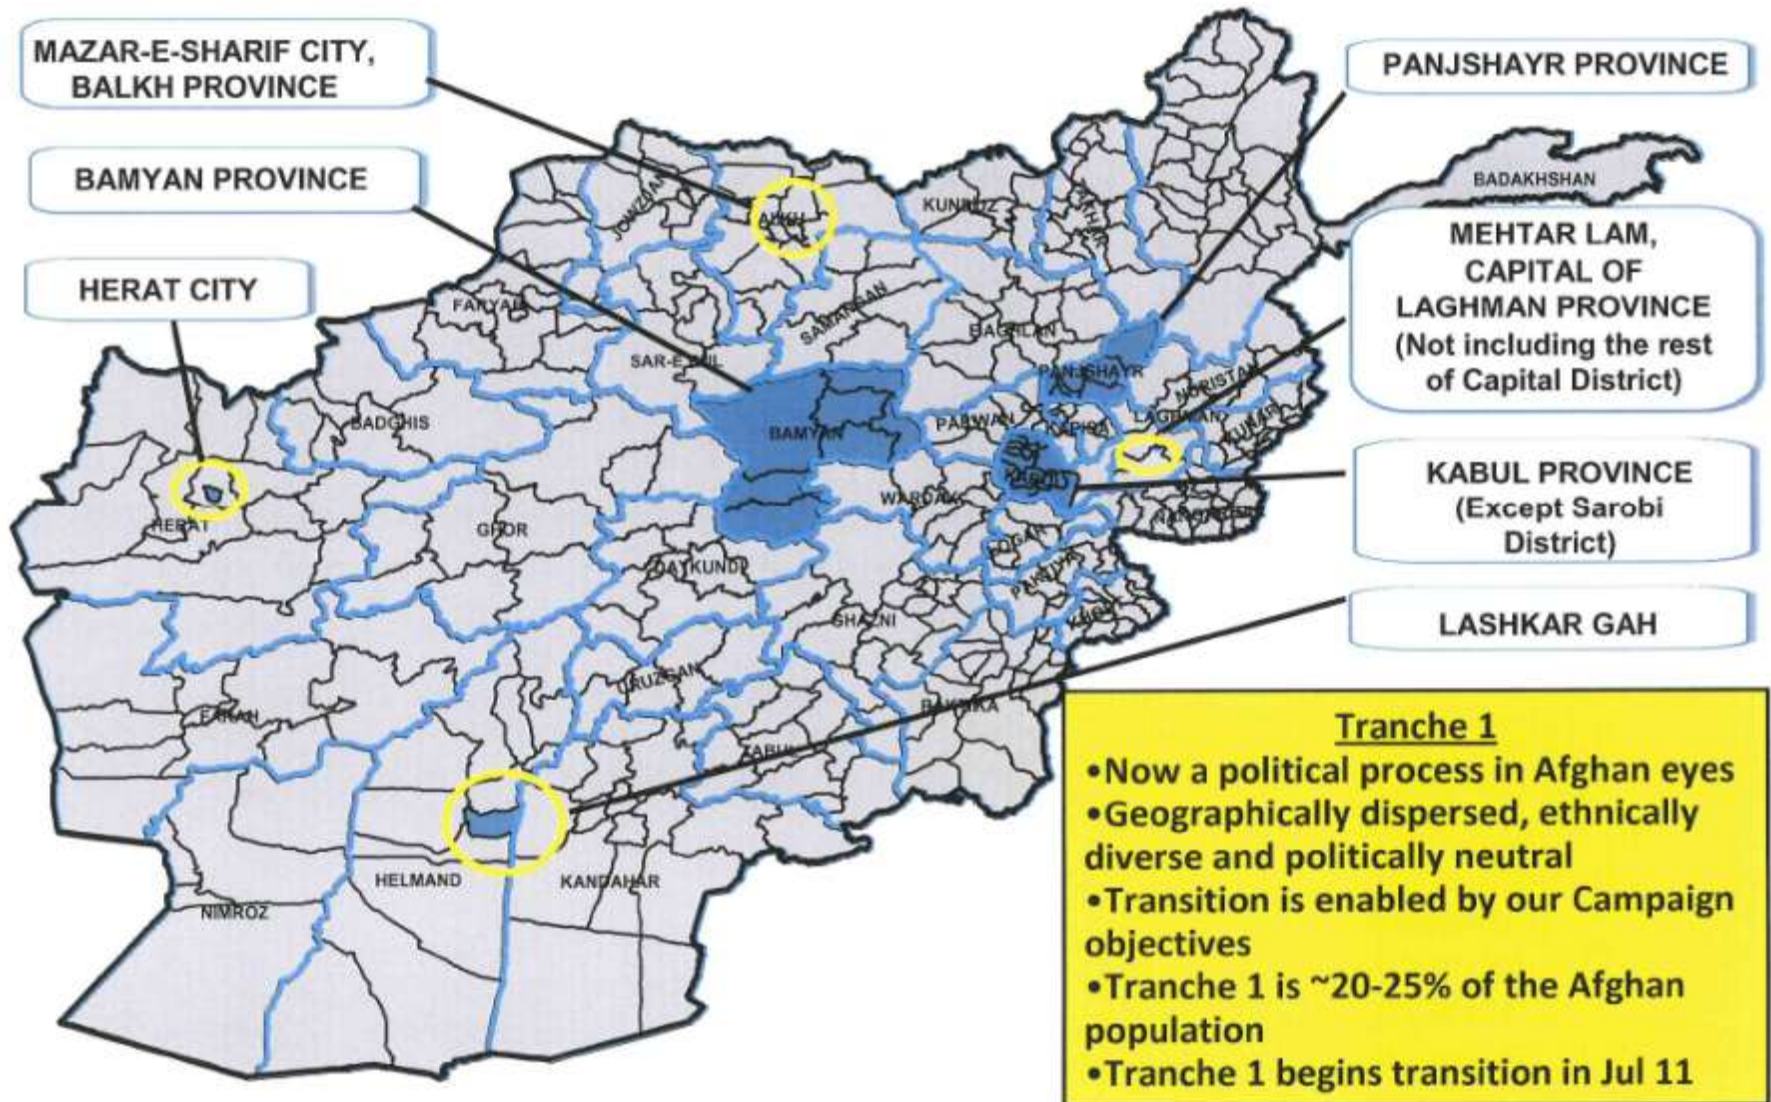 MAZAR-E-SHARIF CITY,
BALKH PROVINCE
BAMYAN PROVINCE
HERAT CITY
PANJSHAYR PROVINCE
BADAKHSHAN
MEHTAR LAM,
CAPITAL OF
LAGHMAN PROVINCE
(Not including the rest
of Capital District)
KABUL PROVINCE
(Except Sarobi
District)
LASHKAR GAH
JOWZJAN
KUNDUZ
FARYAB
SAMANGAN
BAGHLAN
SAR-E PUL
PANJSHAYR
NURISTAN
BADGHIS
BAMYAN
PARWAN
KAPISA
LAGHMAN
KUNAR
KABUL
WARDAK
HERAT
GHOR
LOGAR
DAYKUNDI
PAKTIYA
GHAZNI
URUZGAN
FARAH
PAKTIKA
ZABUL
HELMAND
KANDAHAR
NIMROZ
Tranche 1
•Now a political process in Afghan eyes
•Geographically dispersed, ethnically
diverse and politically neutral
•Transition is enabled by our Campaign
objectives
•Tranche 1 is ~20-25% of the Afghan
population
•Tranche 1 begins transition in Jul 11